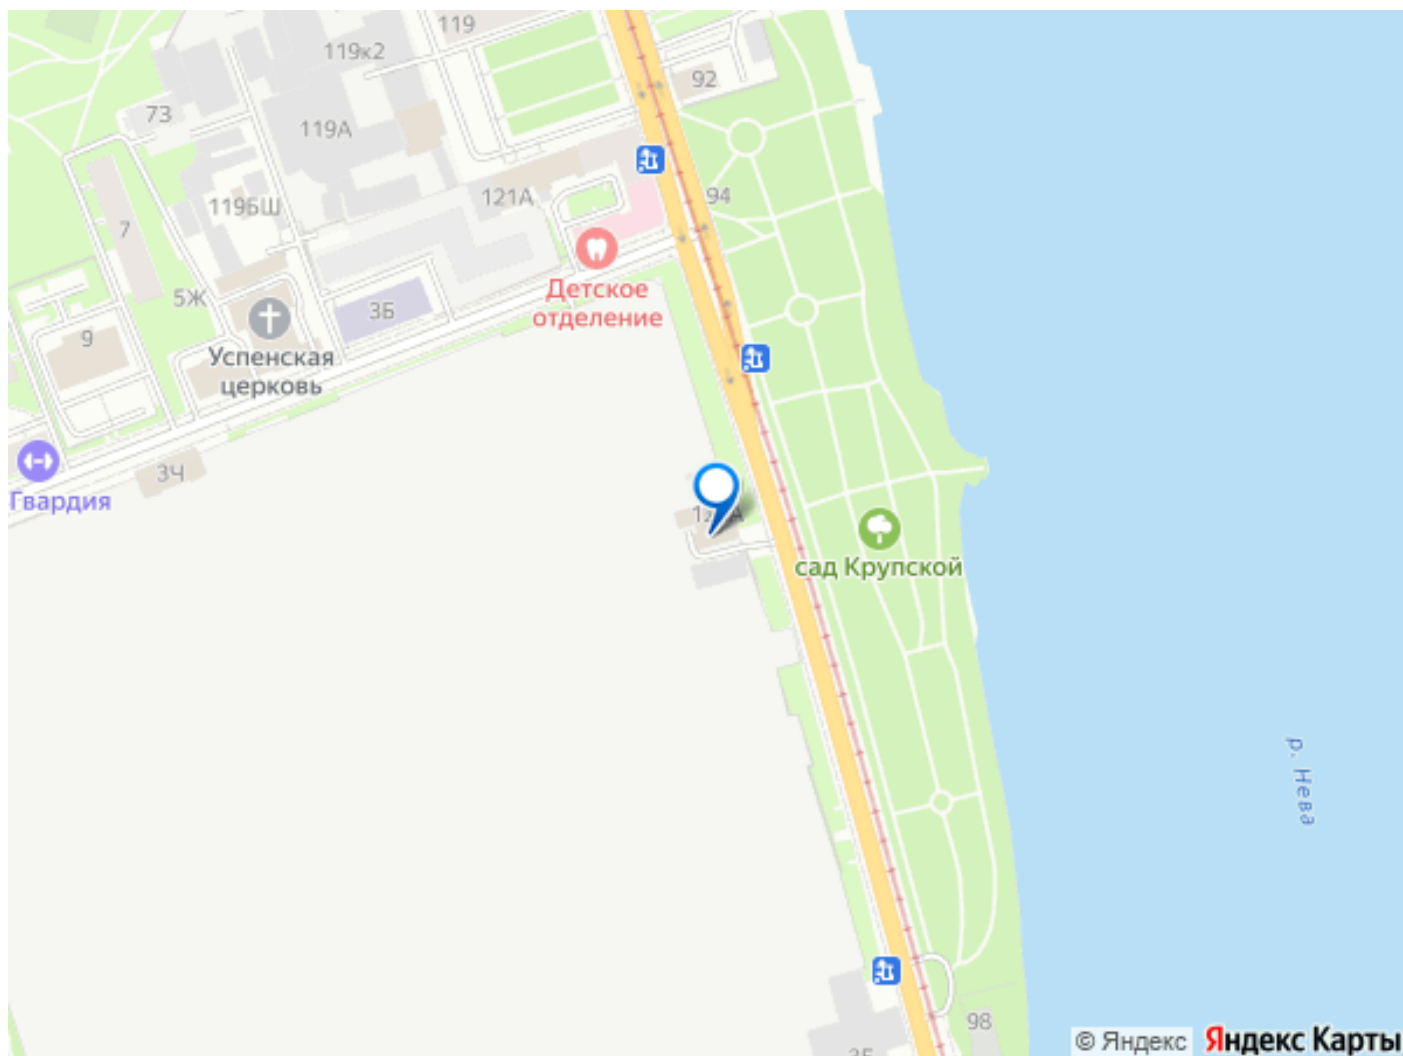 119
119к2
92
73
119А
94
121А
119БШ
7
Детское
отделение
5Ж
3Б
9
Успенская
церковь
3Ч
Гвардия
сад Крупской
р. Нева
98
© Яндекс
Яндекс Карты